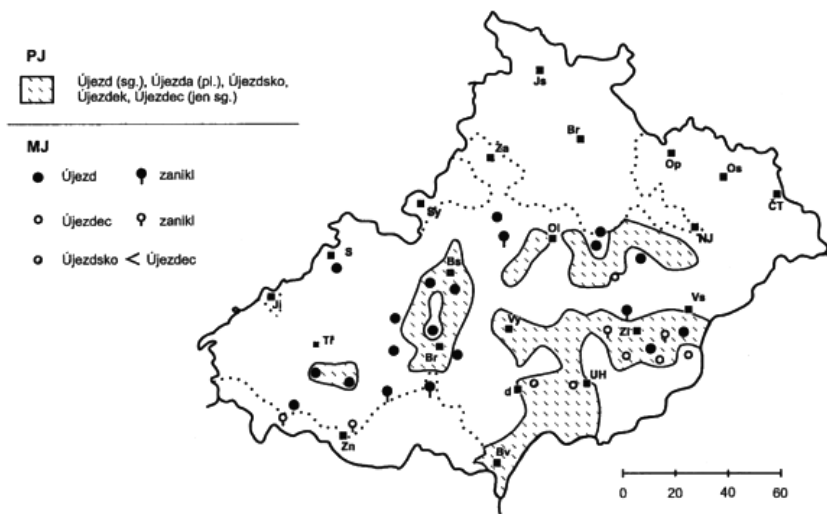 PJ
Újezd (sg.), Újezda (pl.), Újezdsko,
Újezdek, Újezdec (jen sg.)
MJ
Újezd zanikl
Újezdec zanikl
Újezdsko < Újezdec
Js
Br
Ža
Op
Os
ČT
Sy
Ol
NJ
S
Bs
Ji
Vs
Vy
Zl
Tř
Br
UH
d
Zn
Bv
0 20 40 60